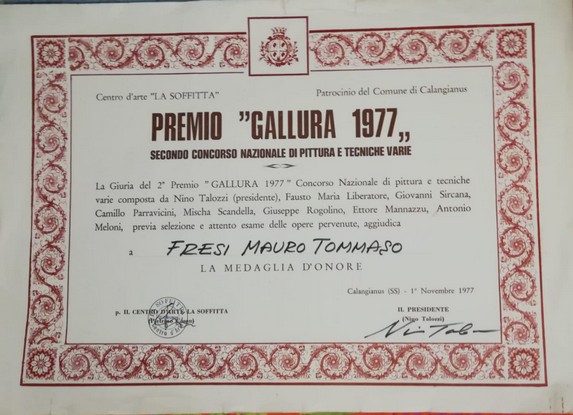 Centro d'arte "LA SOFFITTA"
Patrocinio del Comune di Calangianus
PREMIO "GALLURA 1977„
SECONDO CONCORSO NAZIONALE DI PITTURA E TECNICHE VARIE
La Giuria del 2º Premio "GALLURA 1977" Concorso Nazionale di pittura e tecniche
varie composta da Nino Talozzi (presidente), Fausto Maria Liberatore, Giovanni Sircana,
Camillo Parravicini, Mischa Scandella, Giuseppe Rogolino, Ettore Mannazzu, Antonio
Meloni, previa selezione e attento esame delle opere pervenute, aggiudica
a FRESI MAURO TOMMASO
LA MEDAGLIA D'ONORE
Calangianus (SS) - 1º Novembre 1977
p. IL CENTRO D'ARTE LA SOFFITTA
IL PRESIDENTE
(Nino Talozzi)